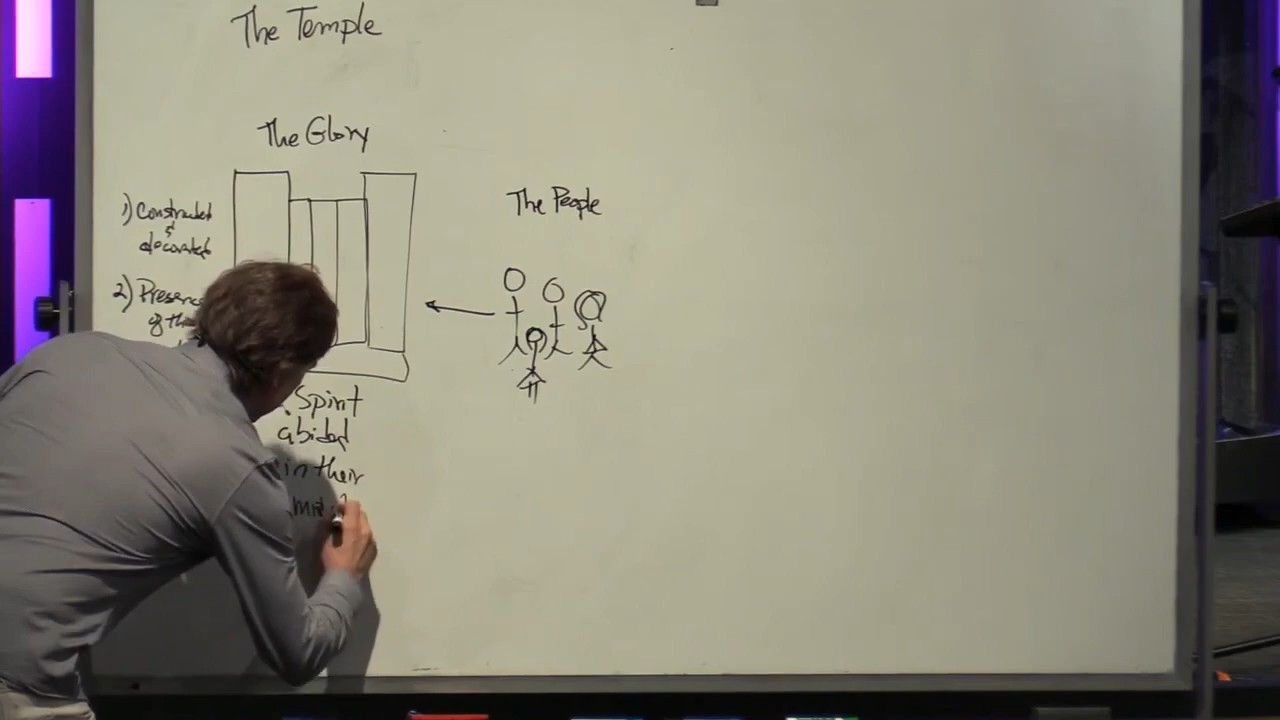 The Temple
The Glory
1) Constructed
&
decorated
2) Presence
of the
The People
Spirit
abided
in their